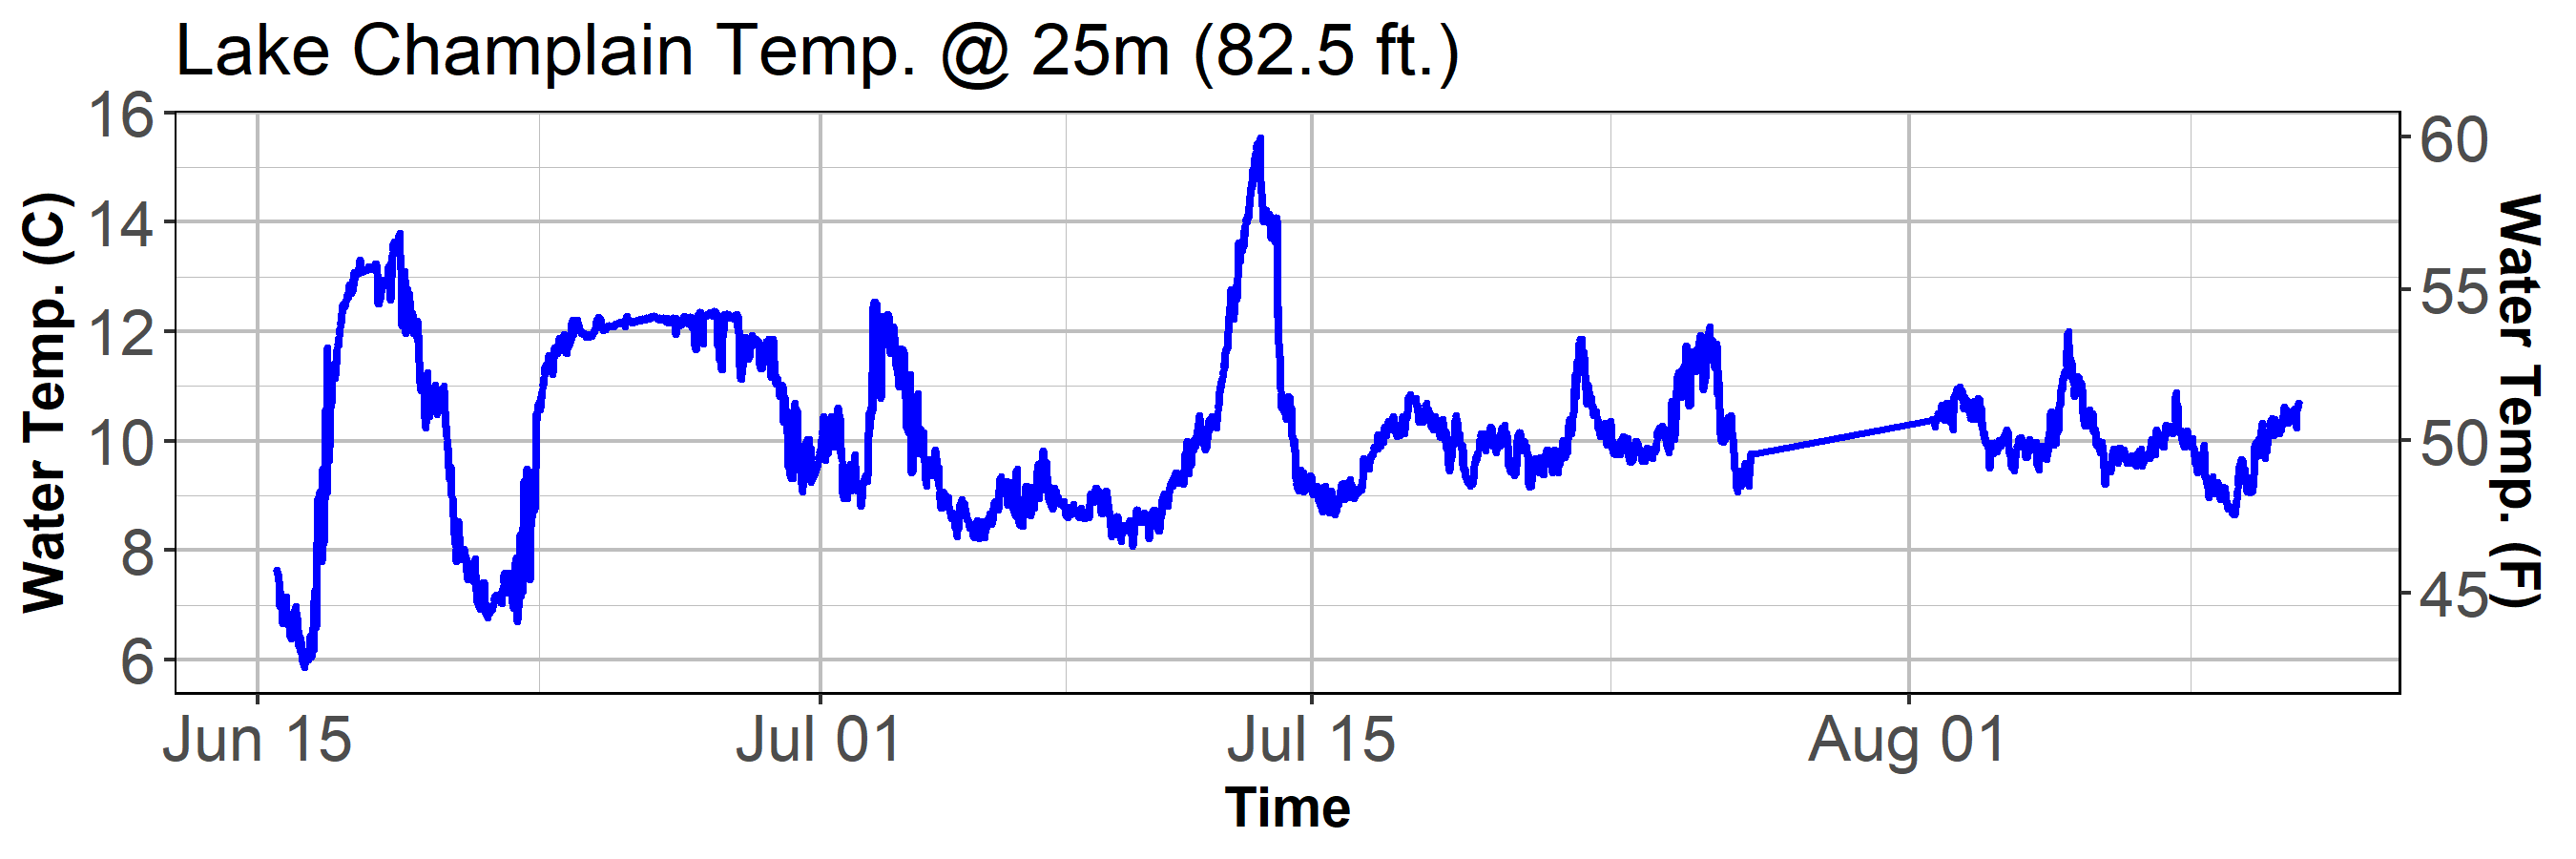 Lake Champlain Temp. @ 25m (82.5 ft.)
Water Temp. (C)
16
14
12
10
8
6
60
55
50
45
Water Temp. (F)
Jun 15
Jul 01
Jul 15
Aug 01
Time